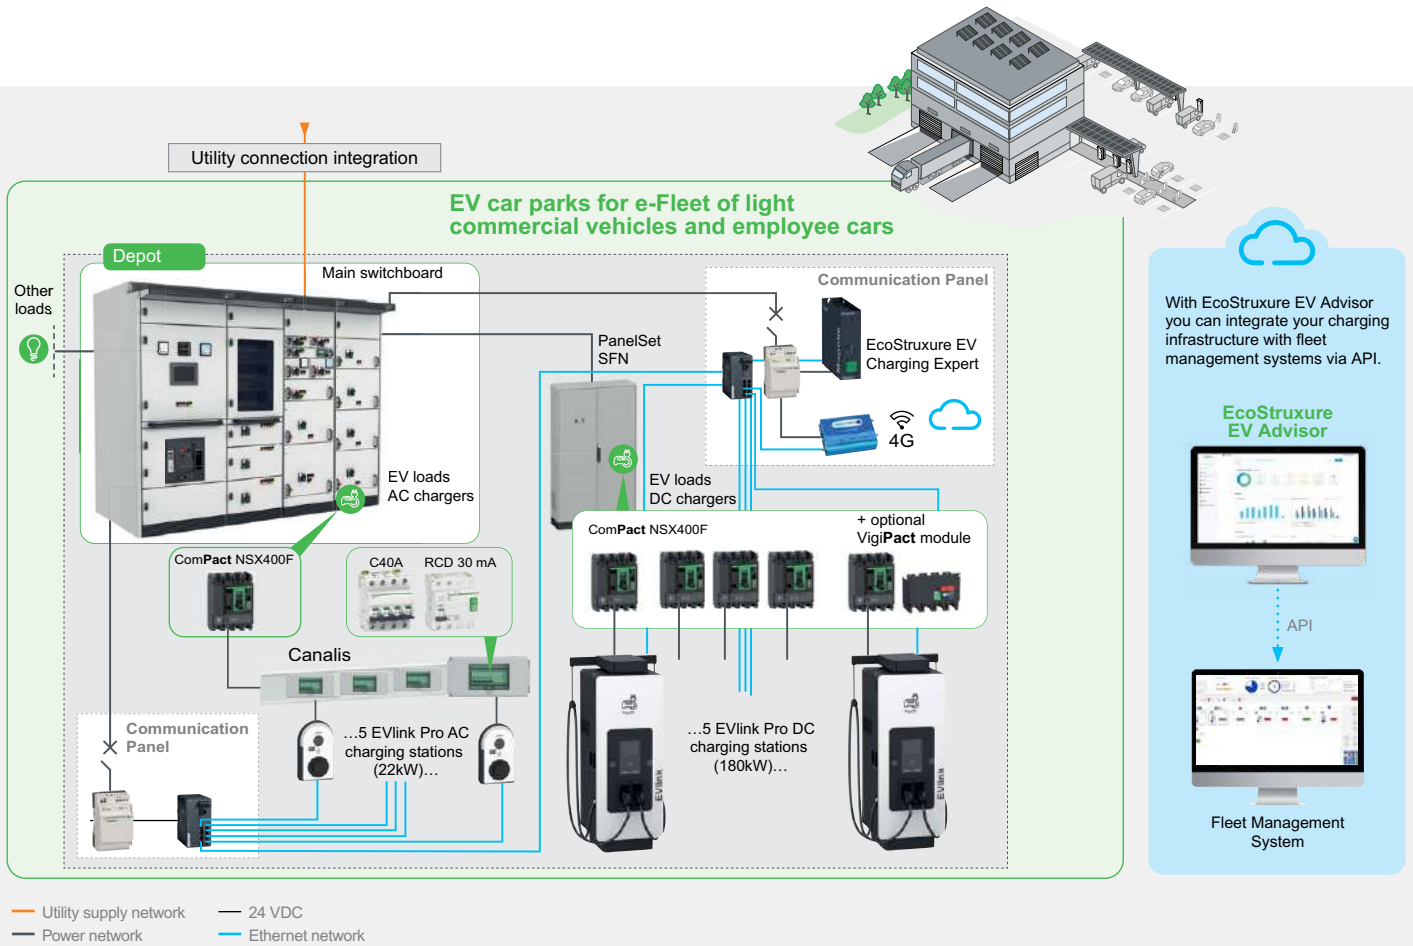 Utility connection integration
EV car parks for e-Fleet of light
commercial vehicles and employee cars
Depot
Main switchboard
Other
loads
EV loads
AC chargers
PanelSet
SFN
Communication Panel
EcoStruxure EV
Charging Expert
4G
EV loads
DC chargers
ComPact NSX400F
C40A
RCD 30 mA
ComPact NSX400F
+ optional
VigiPact module
Canalis
Communication
Panel
…5 EVlink Pro AC
charging stations
(22kW)…
…5 EVlink Pro DC
charging stations
(180kW)…
EVlink
EVlink
With EcoStruxure EV Advisor
you can integrate your charging
infrastructure with fleet
management systems via API.
EcoStruxure
EV Advisor
API
Fleet Management
System
Utility supply network
24 VDC
Power network
Ethernet network